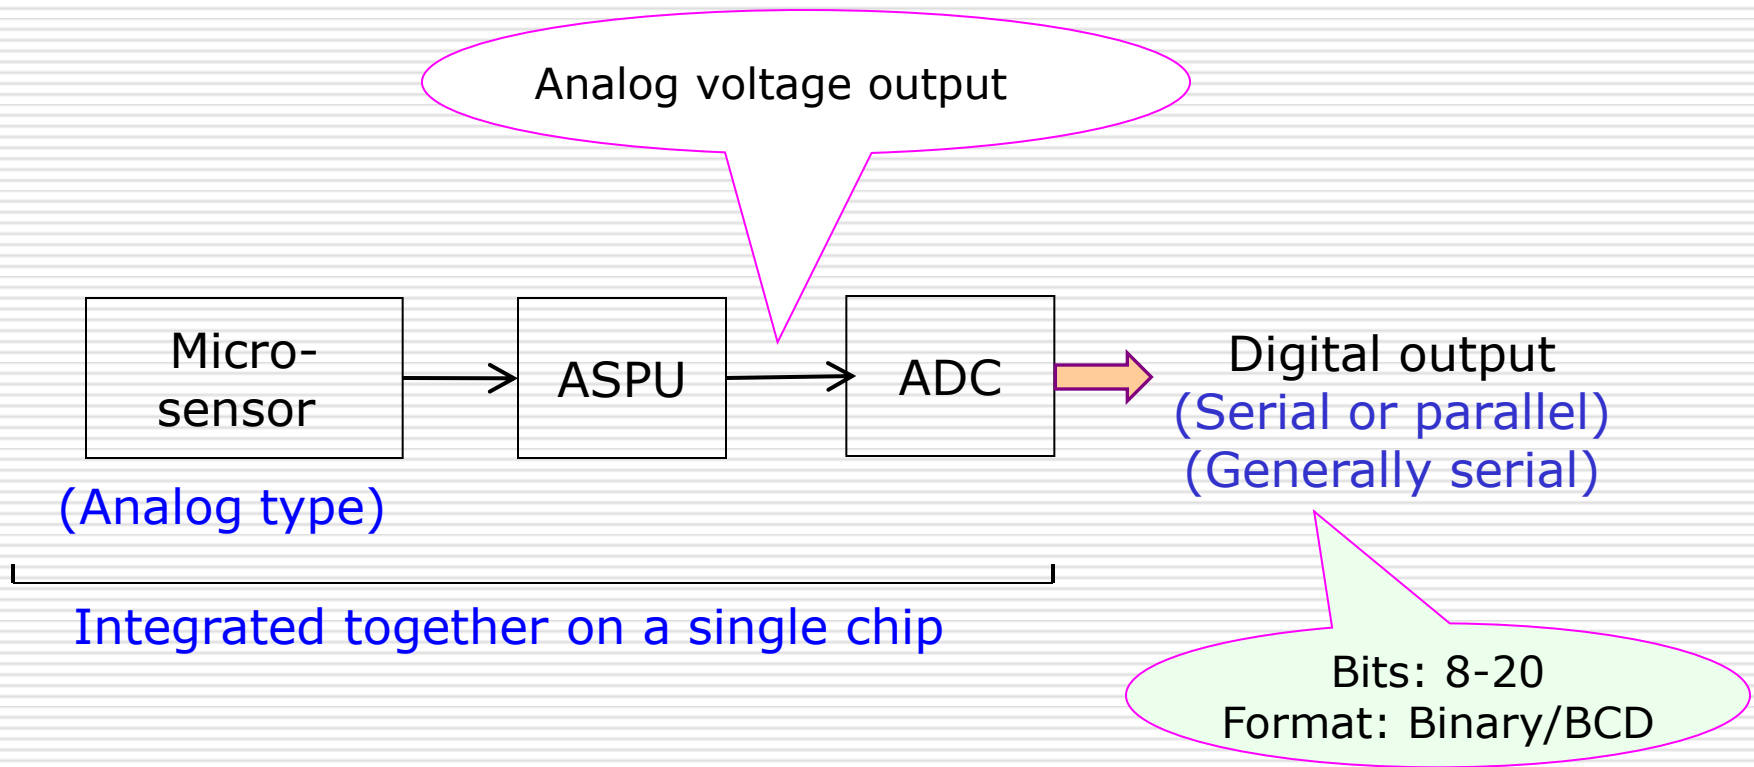 Analog voltage output
Micro-
sensor
ASPU
ADC
Digital output
(Serial or parallel)
(Generally serial)
(Analog type)
Integrated together on a single chip
Bits: 8-20
Format: Binary/BCD